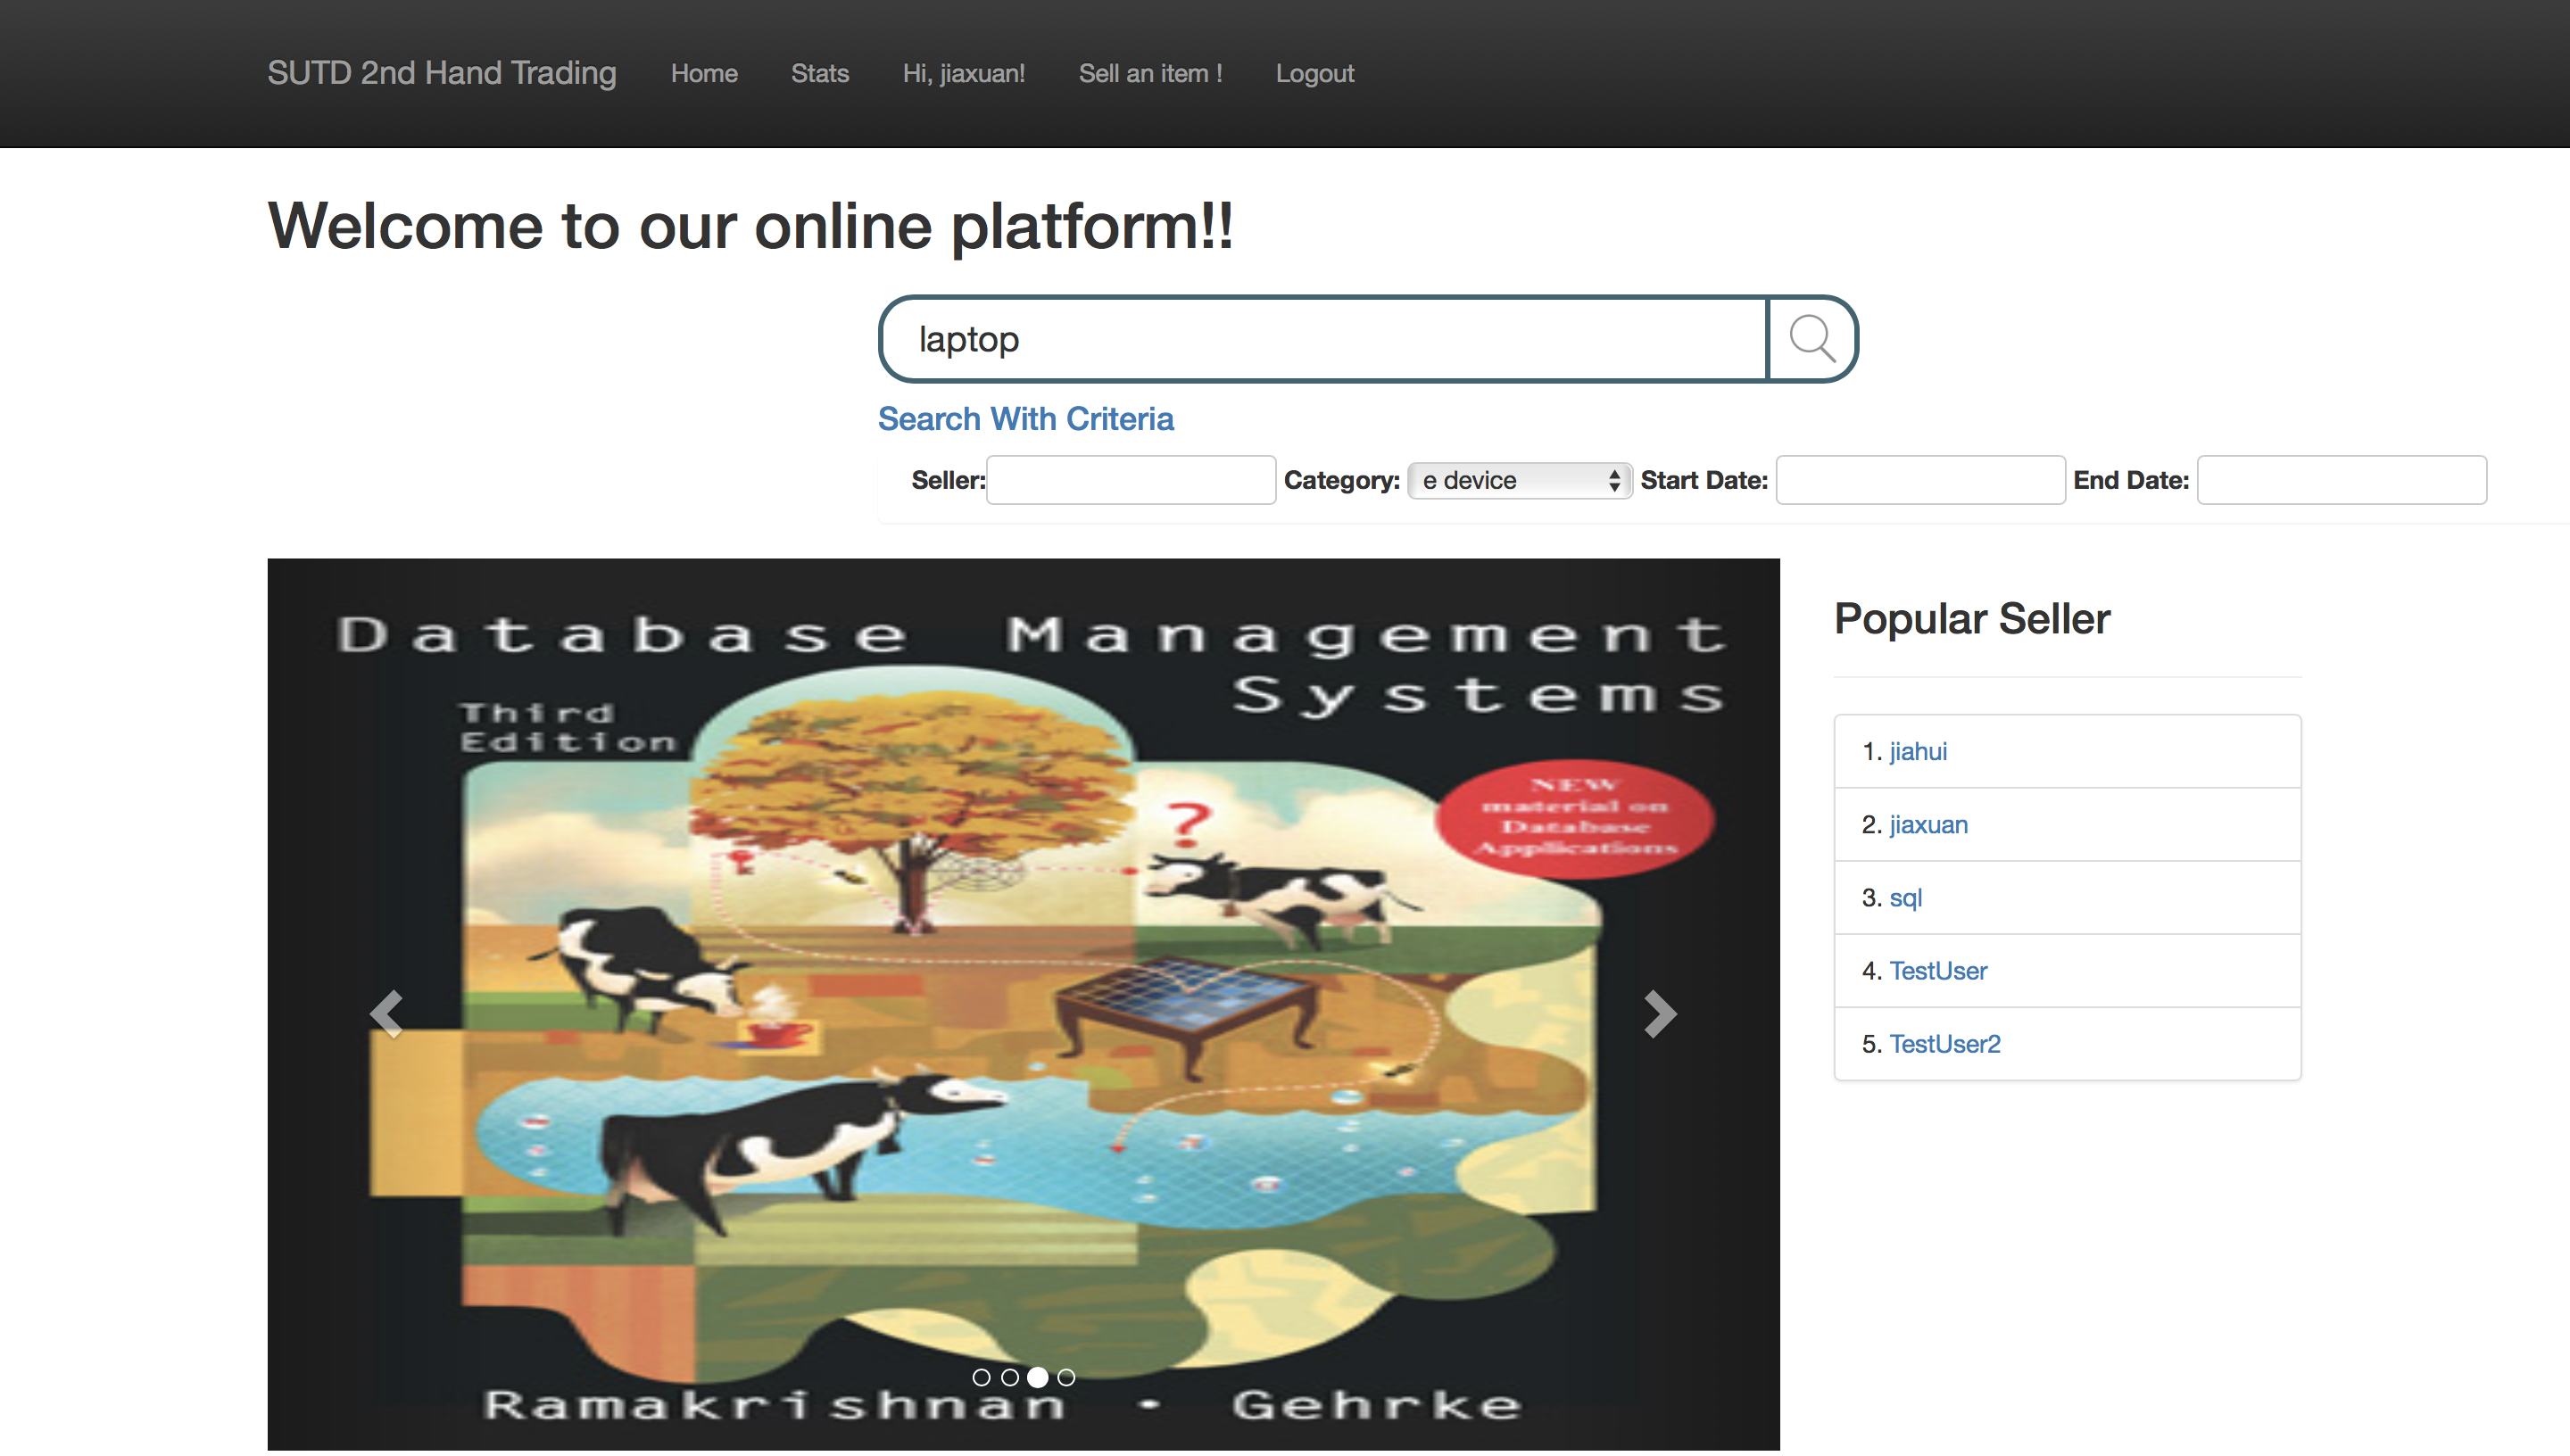 SUTD 2nd Hand Trading Home Stats Hi, jiaxuan! Sell an item ! Logout
Welcome to our online platform!!
laptop
Search With Criteria
Seller: Category: e device Start Date: End Date:
Database Management
Systems
Third
Edition
NEW
material on
Database
Applications
?
Ramakrishnan • Gehrke
Popular Seller
1. jiahui
2. jiaxuan
3. sql
4. TestUser
5. TestUser2